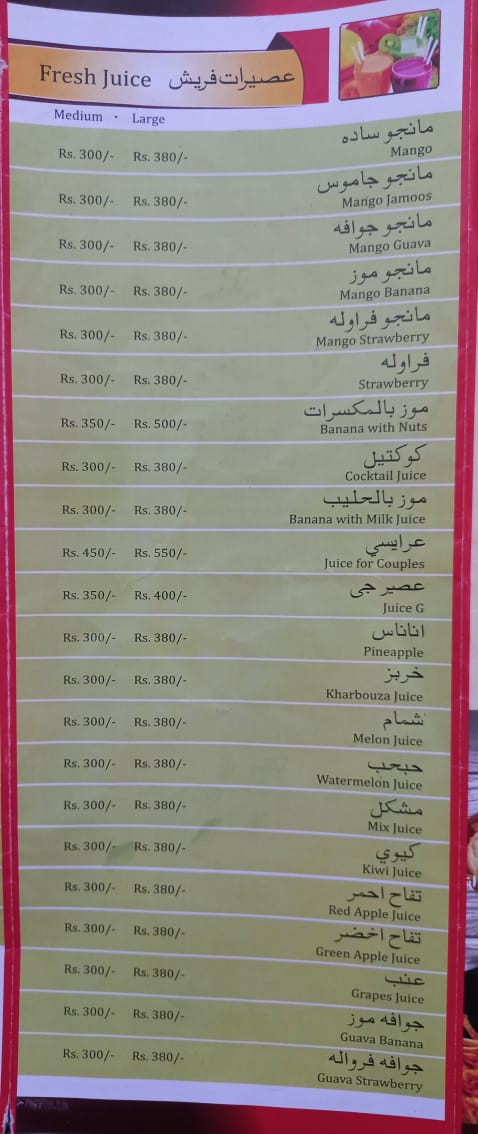 Fresh Juice عصيرات فريش
Medium · Large
مانجو ساده
Rs. 300/- Rs. 380/- Mango
مانجو جاموس
Rs. 300/- Rs. 380/- Mango Jamoos
مانجو جوافه
Rs. 300/- Rs. 380/- Mango Guava
مانجو موز
Rs. 300/- Rs. 380/- Mango Banana
مانجو فراوله
Rs. 300/- Rs. 380/- Mango Strawberry
فراوله
Rs. 300/- Rs. 380/- Strawberry
موز بالمكسرات
Rs. 350/- Rs. 500/- Banana with Nuts
كوكتيل
Rs. 300/- Rs. 380/- Cocktail Juice
موز بالحليب
Rs. 300/- Rs. 380/- Banana with Milk Juice
عرايسي
Rs. 450/- Rs. 550/- Juice for Couples
عصير جى
Rs. 350/- Rs. 400/- Juice G
اناناس
Rs. 300/- Rs. 380/- Pineapple
خربز
Rs. 300/- Rs. 380/- Kharbouza Juice
شمام
Rs. 300/- Rs. 380/- Melon Juice
حبحب
Rs. 300/- Rs. 380/- Watermelon Juice
مشكل
Rs. 300/- Rs. 380/- Mix Juice
كيوي
Rs. 300/- Rs. 380/- Kiwi Juice
تفاح احمر
Rs. 300/- Rs. 380/- Red Apple Juice
تفاح اخضر
Rs. 300/- Rs. 380/- Green Apple Juice
عنب
Rs. 300/- Rs. 380/- Grapes Juice
جوافه موز
Rs. 300/- Rs. 380/- Guava Banana
جوافه فرواله
Rs. 300/- Rs. 380/- Guava Strawberry